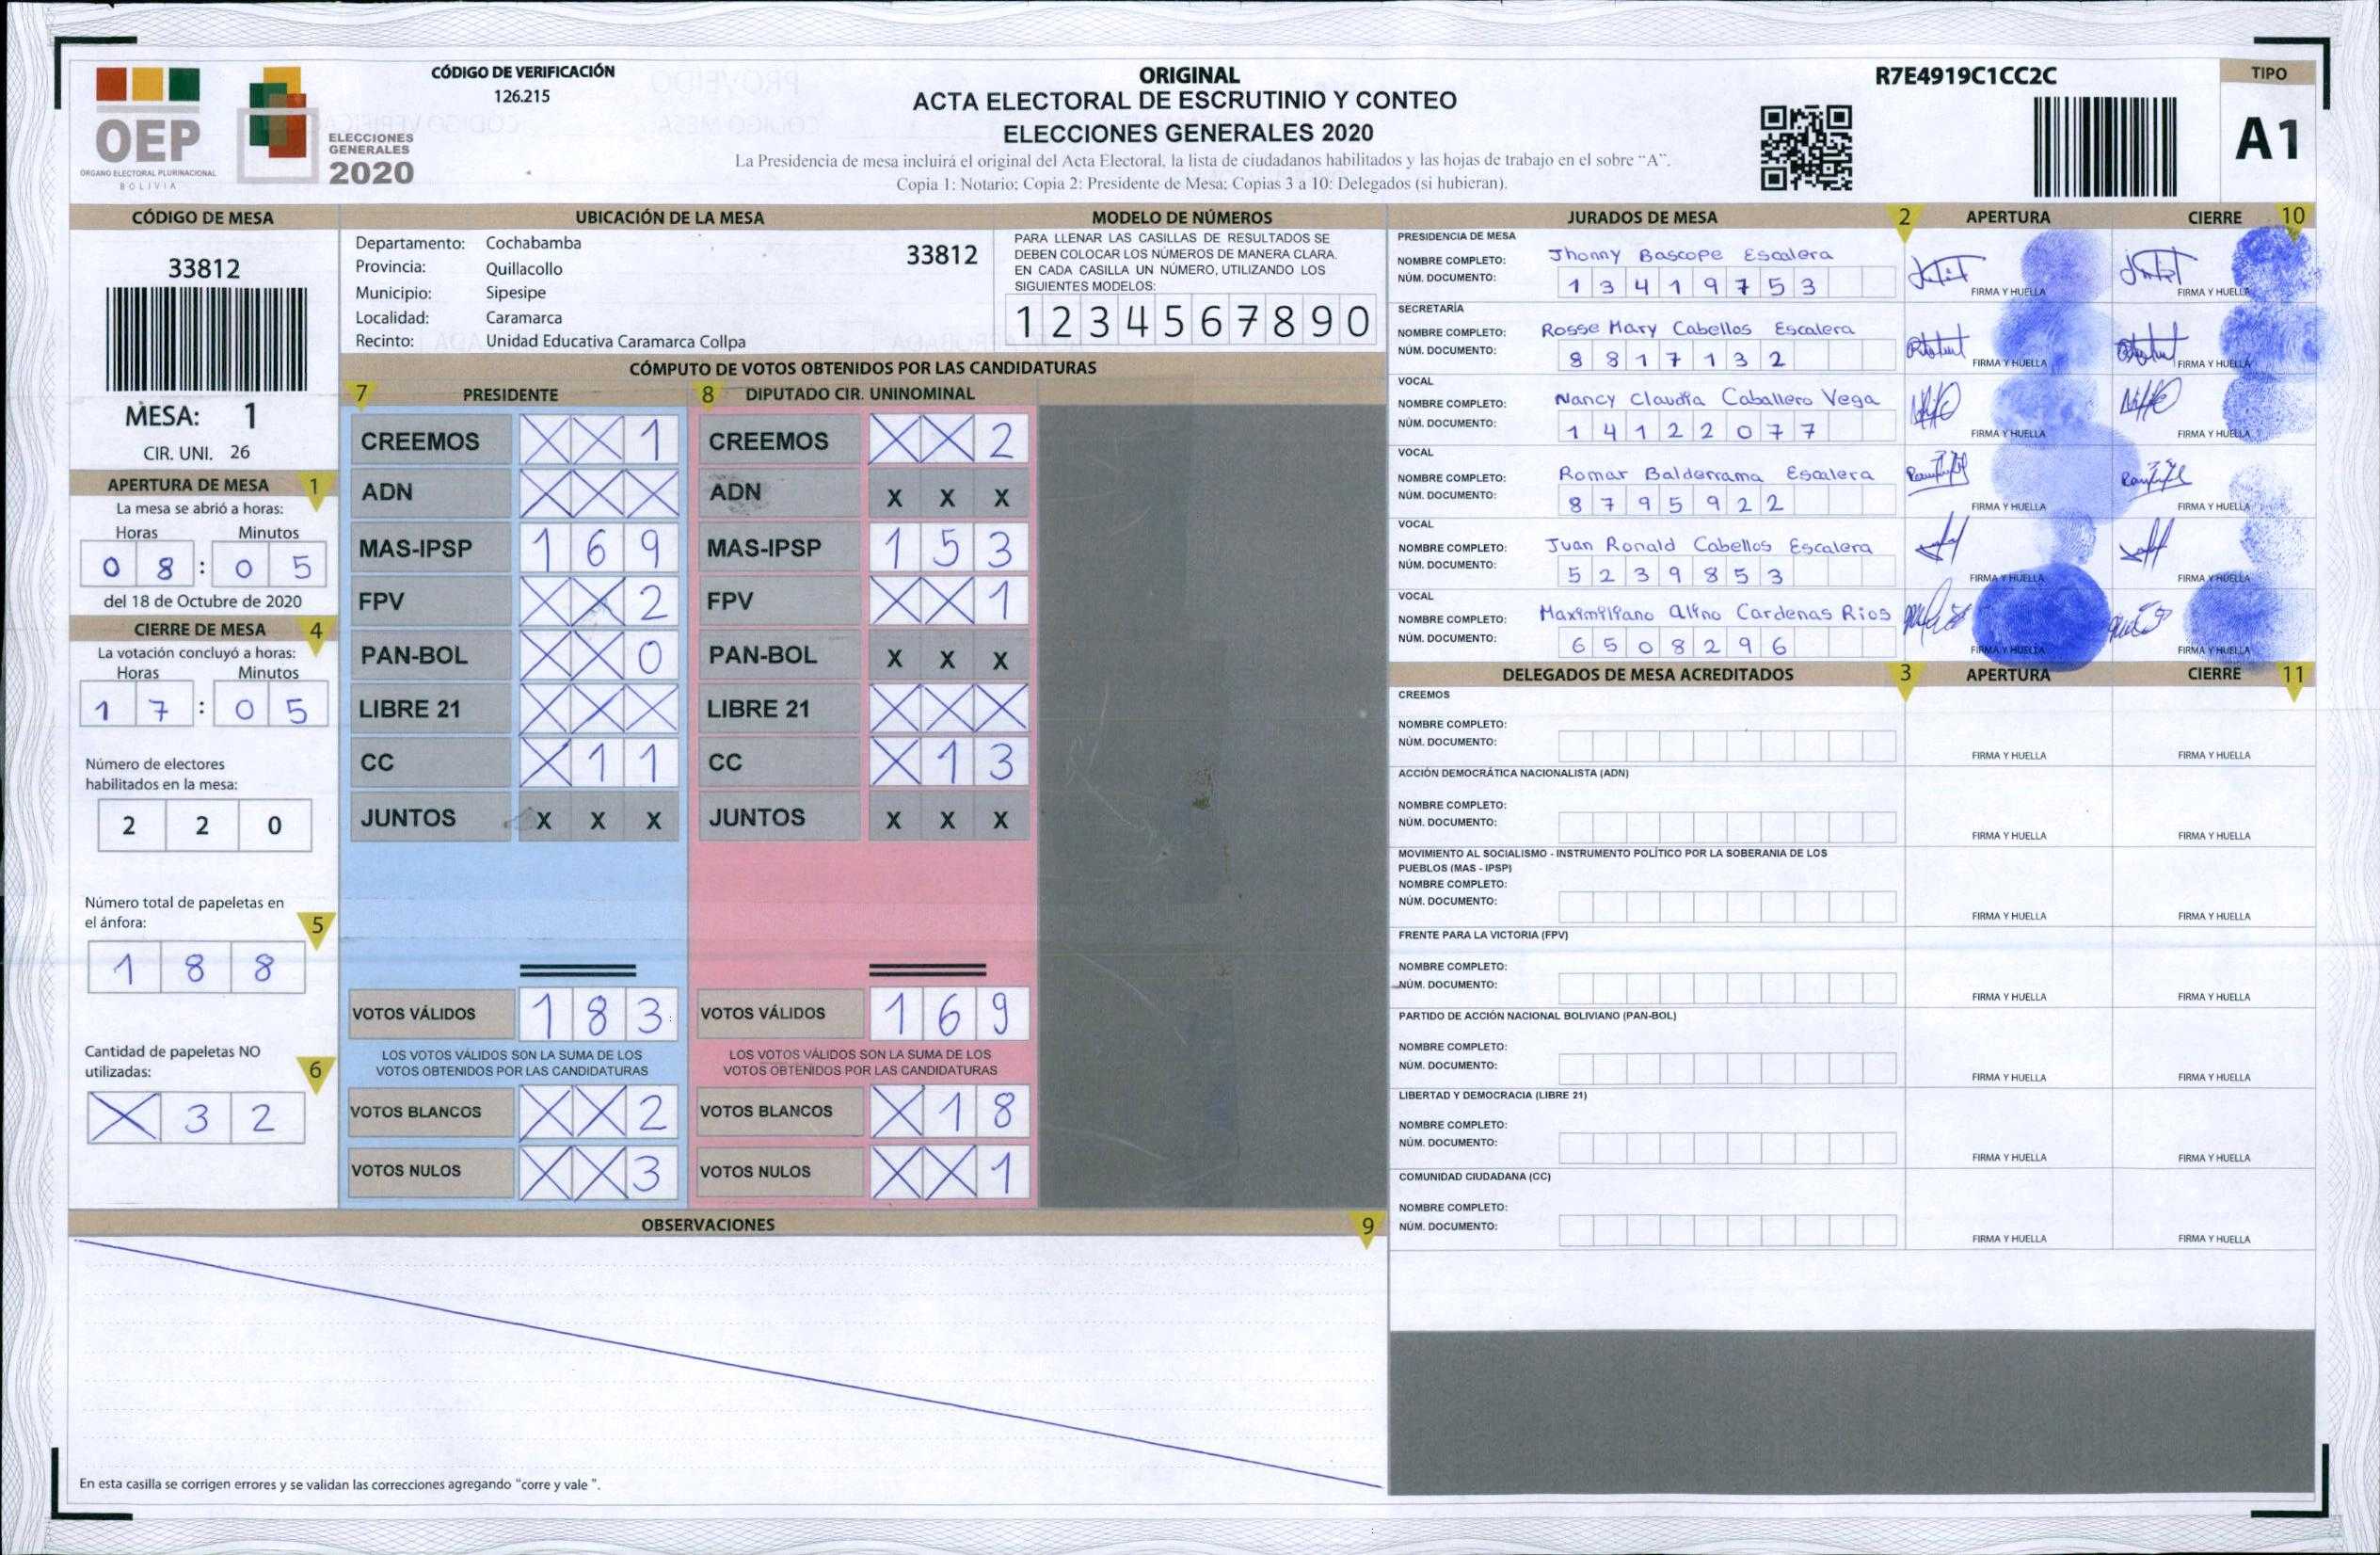 OEP
ÓRGANO ELECTORAL PLURINACIONAL
BOLIVIA
ELECCIONES
GENERALES
2020
CÓDIGO DE VERIFICACIÓN
126.215
ORIGINAL
ACTA ELECTORAL DE ESCRUTINIO Y CONTEO
ELECCIONES GENERALES 2020
La Presidencia de mesa incluirá el original del Acta Electoral, la lista de ciudadanos habilitados y las hojas de trabajo en el sobre “A”.
Copia 1: Notario; Copia 2: Presidente de Mesa; Copias 3 a 10: Delegados (si hubieran).
R7E4919C1CC2C
TIPO
A1
CÓDIGO DE MESA
33812
MESA: 1
CIR. UNI. 26
APERTURA DE MESA 1
La mesa se abrió a horas:
Horas Minutos
0 8 : 0 5
del 18 de Octubre de 2020
CIERRE DE MESA 4
La votación concluyó a horas:
Horas Minutos
1 7 : 0 5
Número de electores
habilitados en la mesa:
2 2 0
Número total de papeletas en
el ánfora: 5
1 8 8
Cantidad de papeletas NO
utilizadas: 6
X 3 2
UBICACIÓN DE LA MESA
Departamento: Cochabamba
33812
Provincia: Quillacollo
Municipio: Sipesipe
Localidad: Caramarca
Recinto: Unidad Educativa Caramarca Collpa
MODELO DE NÚMEROS
PARA LLENAR LAS CASILLAS DE RESULTADOS SE
DEBEN COLOCAR LOS NÚMEROS DE MANERA CLARA.
EN CADA CASILLA UN NÚMERO, UTILIZANDO LOS
SIGUIENTES MODELOS:
1 2 3 4 5 6 7 8 9 0
CÓMPUTO DE VOTOS OBTENIDOS POR LAS CANDIDATURAS
7 PRESIDENTE
CREEMOS X X 1
ADN X X X
MAS-IPSP 1 6 9
FPV X X 2
PAN-BOL X X 0
LIBRE 21 X X X
CC X 1 1
JUNTOS X X X
VOTOS VÁLIDOS 1 8 3
LOS VOTOS VÁLIDOS SON LA SUMA DE LOS
VOTOS OBTENIDOS POR LAS CANDIDATURAS
VOTOS BLANCOS X X 2
VOTOS NULOS X X 3
8 DIPUTADO CIR. UNINOMINAL
CREEMOS X X 2
ADN X X X
MAS-IPSP 1 5 3
FPV X X 1
PAN-BOL X X X
LIBRE 21 X X X
CC X 1 3
JUNTOS X X X
VOTOS VÁLIDOS 1 6 9
LOS VOTOS VÁLIDOS SON LA SUMA DE LOS
VOTOS OBTENIDOS POR LAS CANDIDATURAS
VOTOS BLANCOS X 1 8
VOTOS NULOS X X 1
OBSERVACIONES 9
En esta casilla se corrigen errores y se validan las correcciones agregando “corre y vale ”.
JURADOS DE MESA 2 APERTURA CIERRE 10
PRESIDENCIA DE MESA
NOMBRE COMPLETO: Jhonny Bascope Escalera
NÚM. DOCUMENTO: 1 3 4 1 9 7 5 3
FIRMA Y HUELLA FIRMA Y HUELLA
SECRETARÍA
NOMBRE COMPLETO: Rosse Mary Cabellos Escalera
NÚM. DOCUMENTO: 8 8 1 7 1 3 2
FIRMA Y HUELLA FIRMA Y HUELLA
VOCAL
NOMBRE COMPLETO: Nancy Claudia Caballero Vega
NÚM. DOCUMENTO: 1 4 1 2 2 0 7 7
FIRMA Y HUELLA FIRMA Y HUELLA
VOCAL
NOMBRE COMPLETO: Romar Balderrama Escalera
NÚM. DOCUMENTO: 8 7 9 5 9 2 2
FIRMA Y HUELLA FIRMA Y HUELLA
VOCAL
NOMBRE COMPLETO: Juan Ronald Cabellos Escalera
NÚM. DOCUMENTO: 5 2 3 9 8 5 3
FIRMA Y HUELLA FIRMA Y HUELLA
VOCAL
NOMBRE COMPLETO: Maximiliano Alino Cardenas Rios
NÚM. DOCUMENTO: 6 5 0 8 2 9 6
FIRMA Y HUELLA FIRMA Y HUELLA
DELEGADOS DE MESA ACREDITADOS 3 APERTURA CIERRE 11
CREEMOS
NOMBRE COMPLETO:
NÚM. DOCUMENTO:
FIRMA Y HUELLA FIRMA Y HUELLA
ACCIÓN DEMOCRÁTICA NACIONALISTA (ADN)
NOMBRE COMPLETO:
NÚM. DOCUMENTO:
FIRMA Y HUELLA FIRMA Y HUELLA
MOVIMIENTO AL SOCIALISMO - INSTRUMENTO POLÍTICO POR LA SOBERANIA DE LOS
PUEBLOS (MAS - IPSP)
NOMBRE COMPLETO:
NÚM. DOCUMENTO:
FIRMA Y HUELLA FIRMA Y HUELLA
FRENTE PARA LA VICTORIA (FPV)
NOMBRE COMPLETO:
NÚM. DOCUMENTO:
FIRMA Y HUELLA FIRMA Y HUELLA
PARTIDO DE ACCIÓN NACIONAL BOLIVIANO (PAN-BOL)
NOMBRE COMPLETO:
NÚM. DOCUMENTO:
FIRMA Y HUELLA FIRMA Y HUELLA
LIBERTAD Y DEMOCRACIA (LIBRE 21)
NOMBRE COMPLETO:
NÚM. DOCUMENTO:
FIRMA Y HUELLA FIRMA Y HUELLA
COMUNIDAD CIUDADANA (CC)
NOMBRE COMPLETO:
NÚM. DOCUMENTO:
FIRMA Y HUELLA FIRMA Y HUELLA